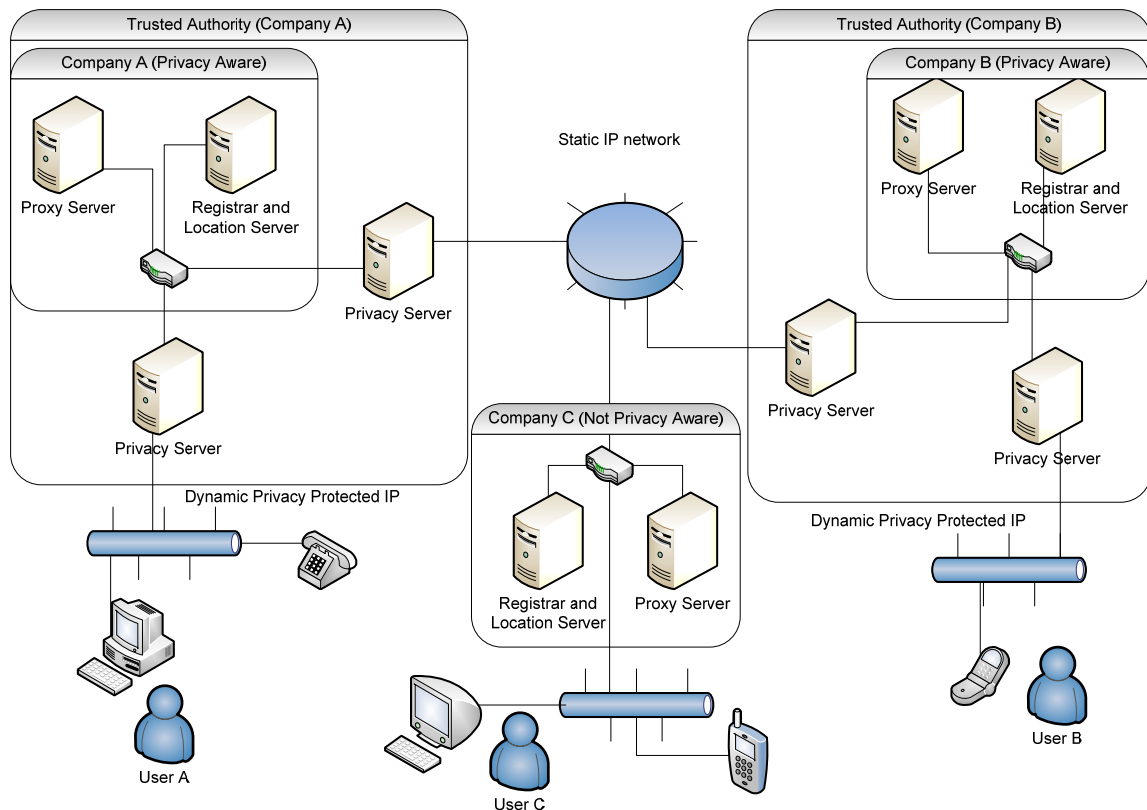 Trusted Authority (Company A)
Company A (Privacy Aware)
Proxy Server
Registrar and
Location Server
Privacy Server
Privacy Server
Dynamic Privacy Protected IP
User A
Static IP network
Company C (Not Privacy Aware)
Registrar and
Location Server
Proxy Server
User C
Trusted Authority (Company B)
Company B (Privacy Aware)
Proxy Server
Registrar and
Location Server
Privacy Server
Privacy Server
Dynamic Privacy Protected IP
User B